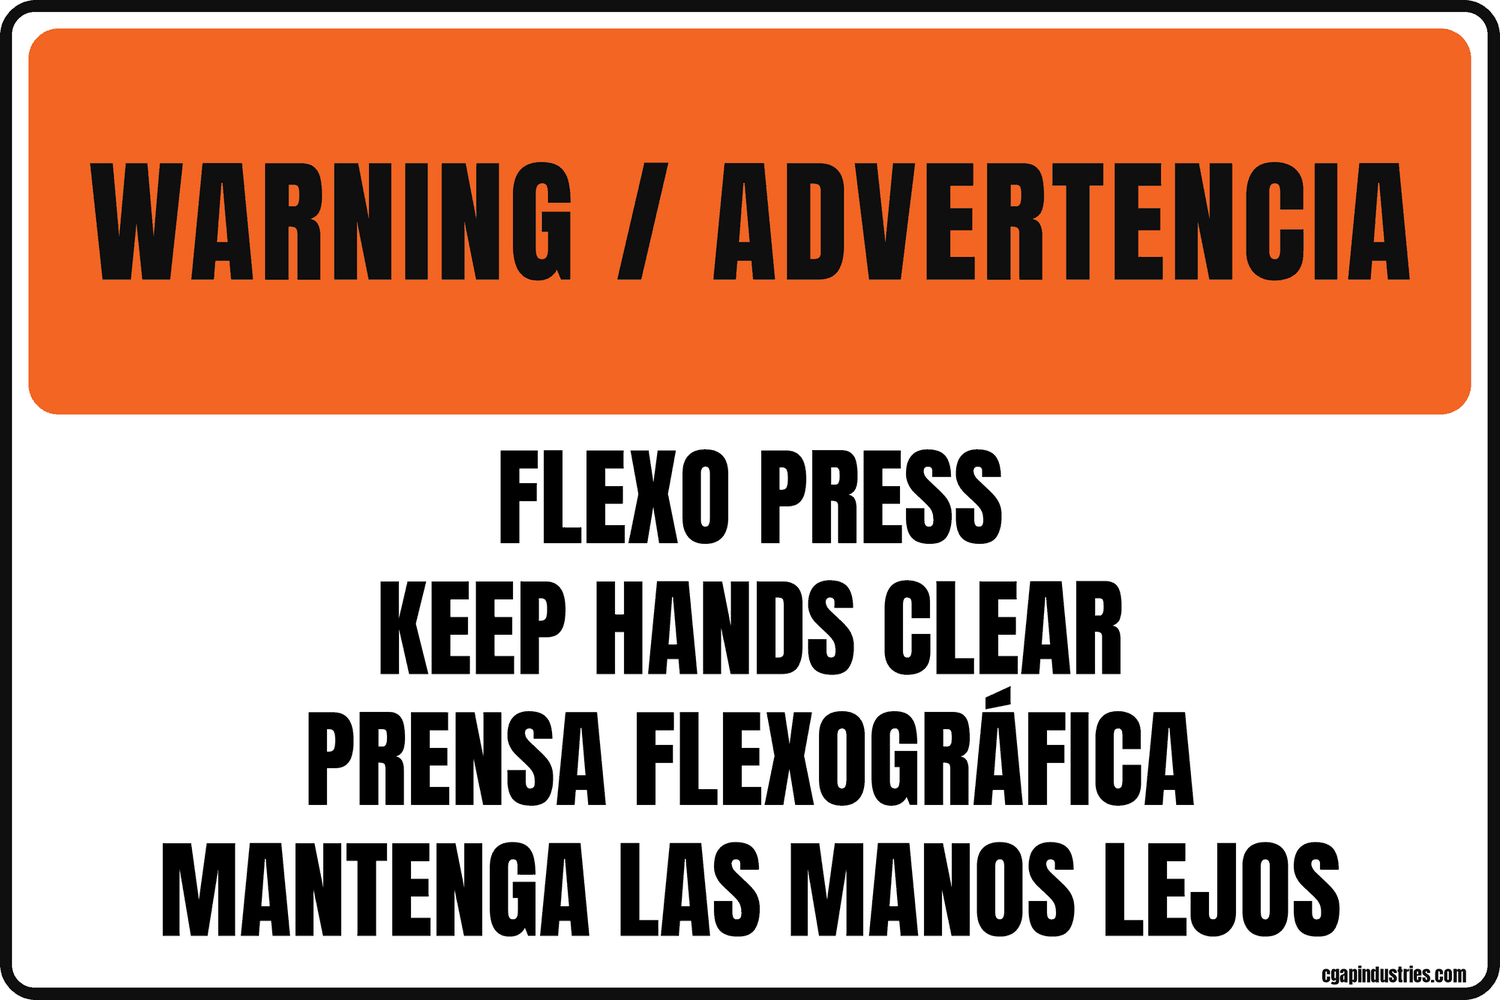 WARNING / ADVERTENCIA
FLEXO PRESS
KEEP HANDS CLEAR
PRENSA FLEXOGRÁFICA
MANTENGA LAS MANOS LEJOS
cgapindustries.com